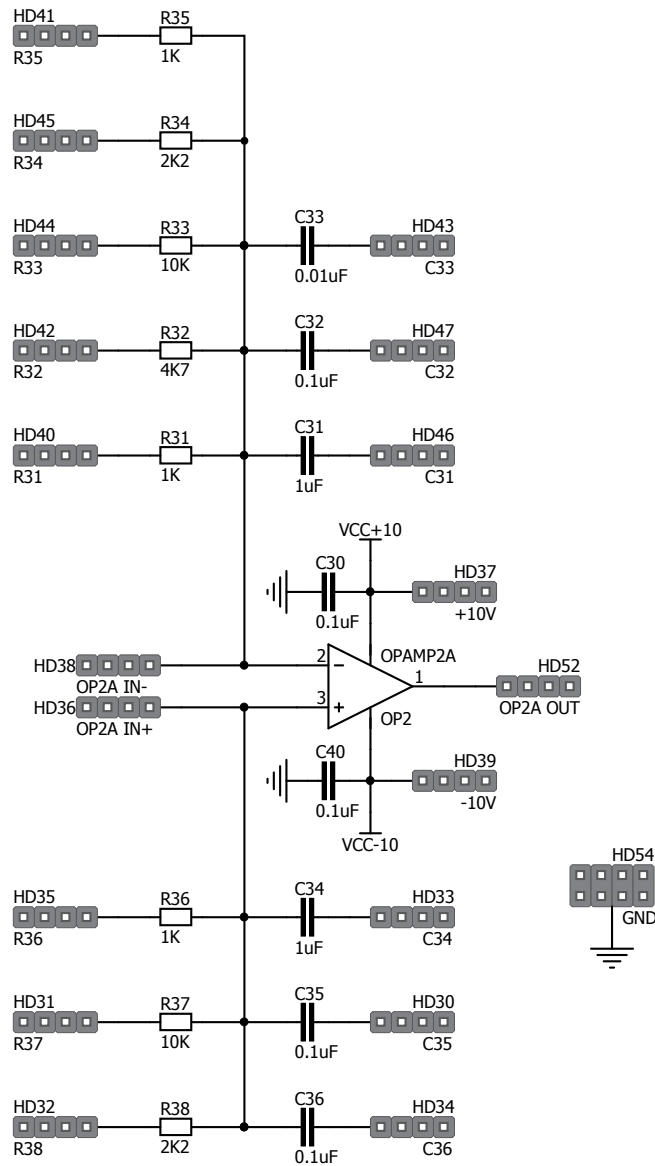 HD41
R35
R35
1K
HD45
R34
R34
2K2
HD44
R33
R33
10K
C33
0.01uF
HD43
C33
HD42
R32
R32
4K7
C32
0.1uF
HD47
C32
HD40
R31
R31
1K
C31
1uF
HD46
C31
VCC+10
C30
0.1uF
HD37
+10V
HD38
OP2A IN-
HD36
OP2A IN+
2
3
OPAMP2A
1
OP2
HD52
OP2A OUT
C40
0.1uF
HD39
-10V
VCC-10
HD54
GND
HD35
R36
R36
1K
C34
1uF
HD33
C34
HD31
R37
R37
10K
C35
0.1uF
HD30
C35
HD32
R38
R38
2K2
C36
0.1uF
HD34
C36